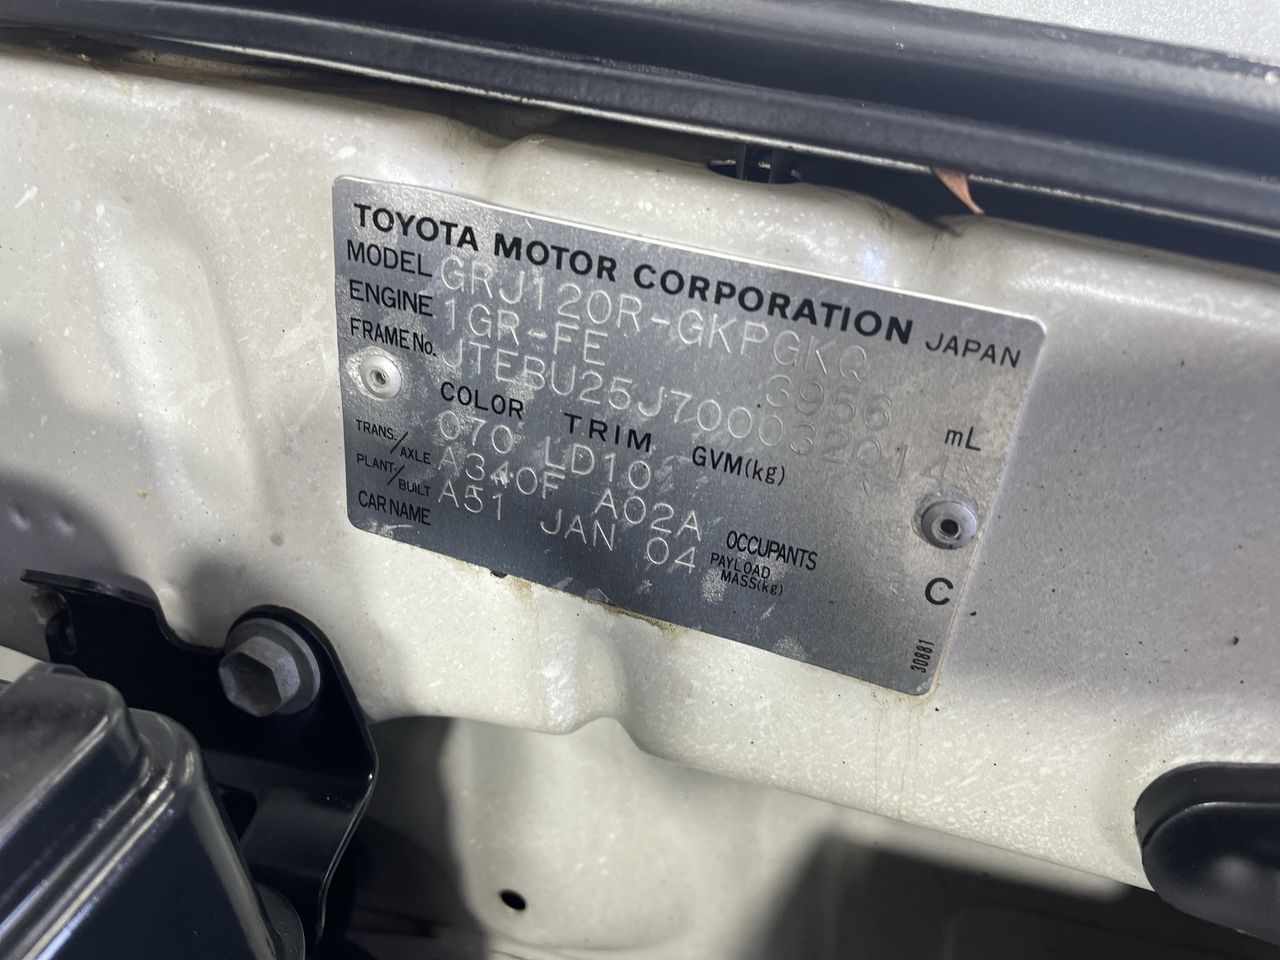 TOYOTA MOTOR CORPORATION JAPAN
MODEL GRJ120R-GKPGKQ
ENGINE 1GR-FE 3956 mL
FRAME No. JTEBU25J700032014
COLOR TRIM GVM(kg)
070 LD10
TRANS./AXLE A340F A02A
PLANT/BUILT A51 JAN 04
OCCUPANTS
CAR NAME
PAYLOAD MASS(kg)
C
30881